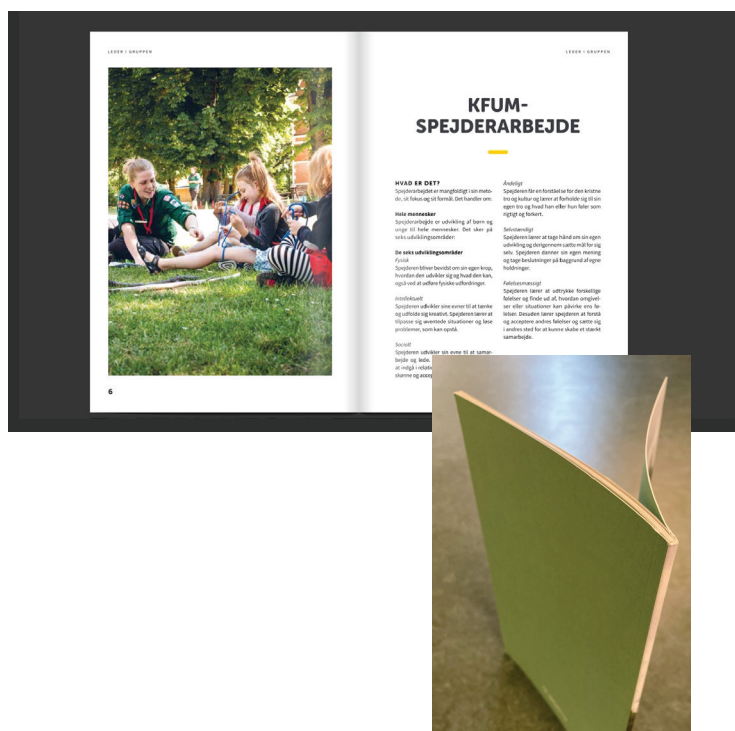 LEDER I GRUPPEN
6
LEDER I GRUPPEN
KFUM-
SPEJDERARBEJDE
HVAD ER DET?
Spejderarbejdet er mangfoldigt i sin meto-
de, sit fokus og sit formål. Det handler om:
Hele mennesker
Spejderarbejde er udvikling af børn og
unge til hele mennesker. Det sker på
seks udviklingsområder:
De seks udviklingsområder
Fysisk
Spejderen bliver bevidst om sin egen krop,
hvordan den udvikler sig og hvad den kan,
også ved at udføre fysiske udfordringer.
Intellektuelt
Spejderen udvikler sine evner til at tænke
og udfolde sig kreativt. Spejderen lærer at
tilpasse sig uventede situationer og løse
problemer, som kan opstå.
Socialt
Spejderen udvikler sin evne til at samar-
bejde og lede.
at indgå i
skønne og
Åndeligt
Spejderen får en forståelse for den kristne
tro og kultur og lærer at forholde sig til sin
egen tro og hvad han eller hun føler som
rigtigt og forkert.
Selvstændigt
Spejderen lærer at tage hånd om sin egen
udvikling og derigennem sætte mål for sig
selv. Spejderen danner sin egen mening
og tage beslutninger på baggrund af egne
holdninger.
Følelsesmæssigt
Spejderen lærer at udtrykke forskellige
følelser og finde ud af, hvordan omgivel-
ser eller situationer kan påvirke ens fø-
lelser. Desuden lærer spejderen at forstå
og acceptere andres følelser og sætte sig
i andres sted for at kunne skabe et stærkt
samarbejde.